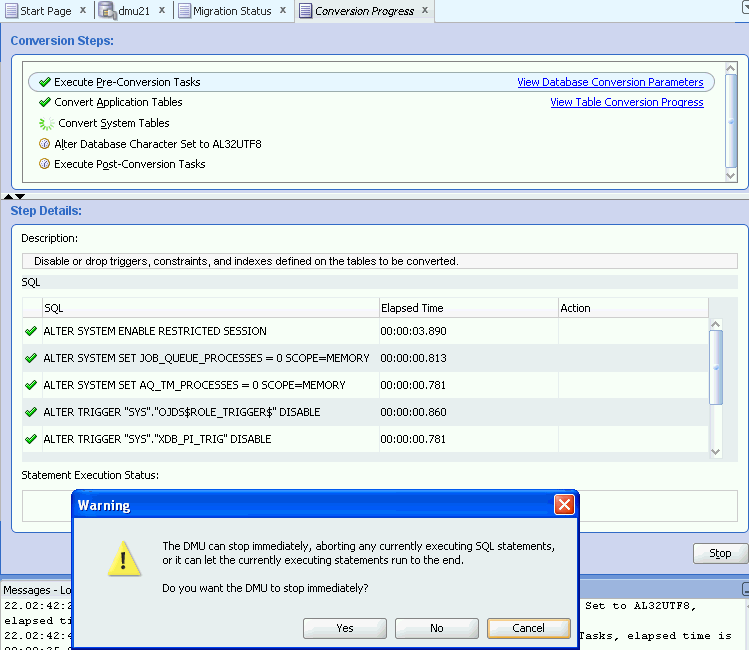 Start Page x dmu21 x Migration Status x Conversion Progress x
Conversion Steps:
Execute Pre-Conversion Tasks View Database Conversion Parameters
Convert Application Tables View Table Conversion Progress
Convert System Tables
Alter Database Character Set to AL32UTF8
Execute Post-Conversion Tasks
Step Details:
Description:
Disable or drop triggers, constraints, and indexes defined on the tables to be converted.
SQL
SQL Elapsed Time Action
ALTER SYSTEM ENABLE RESTRICTED SESSION 00:00:03.890
ALTER SYSTEM SET JOB_QUEUE_PROCESSES = 0 SCOPE=MEMORY 00:00:00.813
ALTER SYSTEM SET AQ_TM_PROCESSES = 0 SCOPE=MEMORY 00:00:00.781
ALTER TRIGGER "SYS"."OJDS$ROLE_TRIGGER$" DISABLE 00:00:00.860
ALTER TRIGGER "SYS"."XDB_PI_TRIG" DISABLE 00:00:00.781
Statement Execution Status:
Warning
The DMU can stop immediately, aborting any currently executing SQL statements,
or it can let the currently executing statements run to the end.
Do you want the DMU to stop immediately?
Yes No Cancel
Stop
Messages - Lo
22.02:42:2 Set to AL32UTF8,
elapsed ti
22.02:42:4 Tasks, elapsed time is